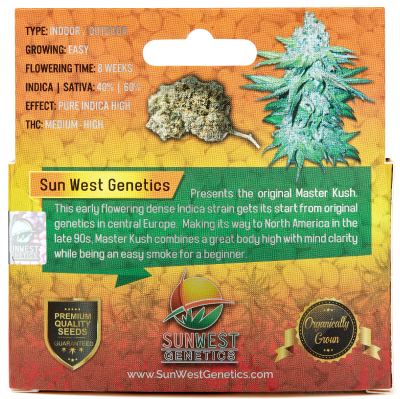 TYPE: INDOOR / OUTDOOR
GROWING: EASY
FLOWERING TIME: 8 WEEKS
INDICA | SATIVA: 40% | 60%
EFFECT: PURE INDICA HIGH
THC: MEDIUM - HIGH
Sun West Genetics
Presents the original Master Kush.
This early flowering dense Indica strain gets its start from original
genetics in central Europe. Making its way to North America in the
late 90s, Master Kush combines a great body high with mind clarity
while being an easy smoke for a beginner.
SUNWEST
GENETICS
PREMIUM
QUALITY
SEEDS
GUARANTEED
SUNWEST
GENETICS
Organically
Grown
www.SunWestGenetics.com